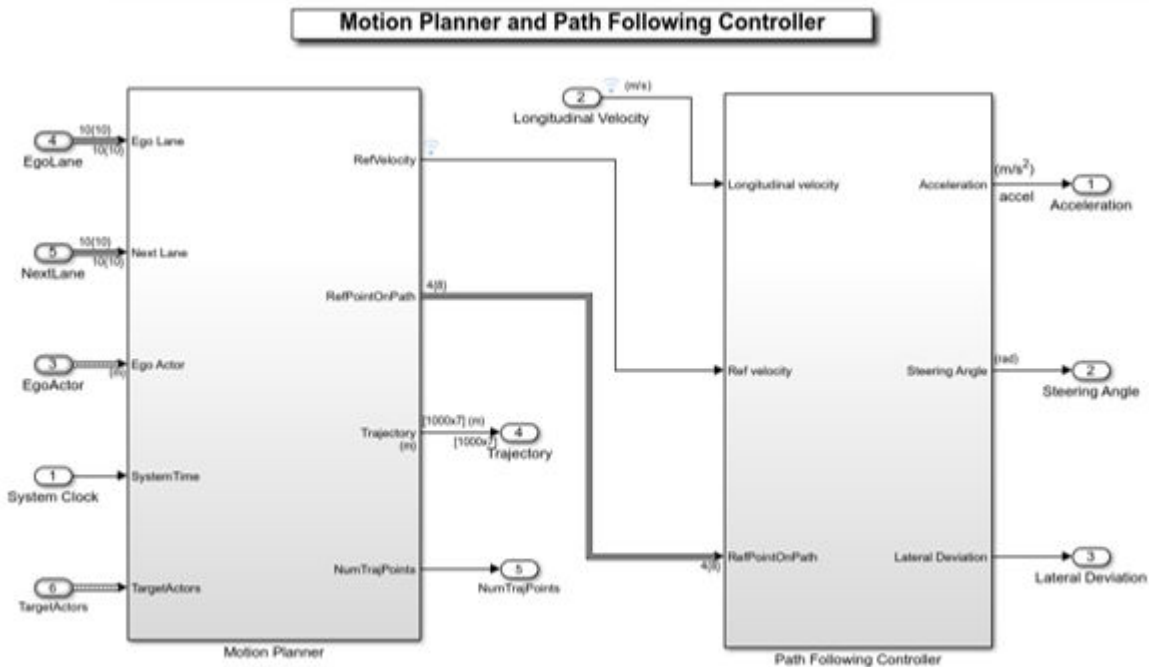 Motion Planner and Path Following Controller
2
(m/s)
Longitudinal Velocity
10(10)
4
10(10)
EgoLane
Ego Lane
RefVelocity
Longitudinal velocity
Acceleration
(m/s²)
accel
1
Acceleration
10(10)
5
10(10)
NextLane
Next Lane
RefPointOnPath
4(8)
3
(m)
EgoActor
Ego Actor
Ref velocity
Steering Angle
(rad)
2
Steering Angle
Trajectory
(m)
[1000x7] (m)
[1000x7]
4
Trajectory
1
System Clock
SystemTime
NumTrajPoints
5
NumTrajPoints
4(8)
RefPointOnPath
Lateral Deviation
3
Lateral Deviation
6
TargetActors
TargetActors
Motion Planner
Path Following Controller